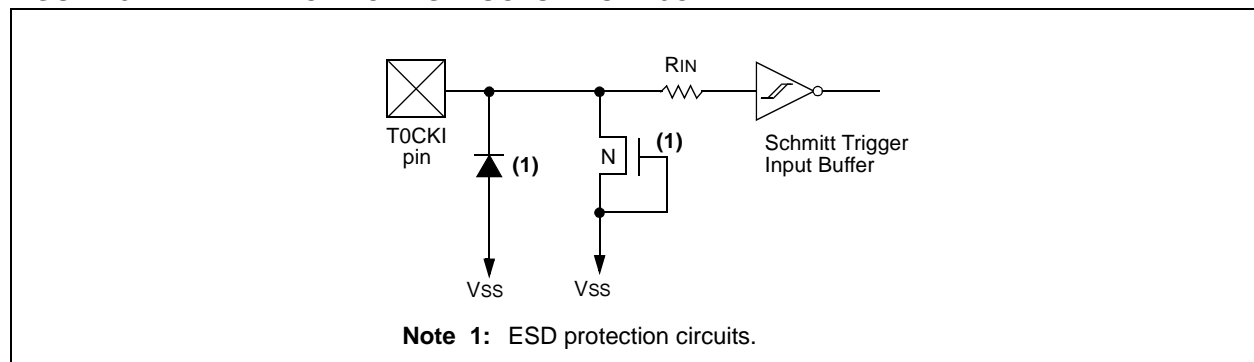 RIN
T0CKI
pin
(1)
N
(1)
Schmitt Trigger
Input Buffer
VSS
VSS
Note 1: ESD protection circuits.